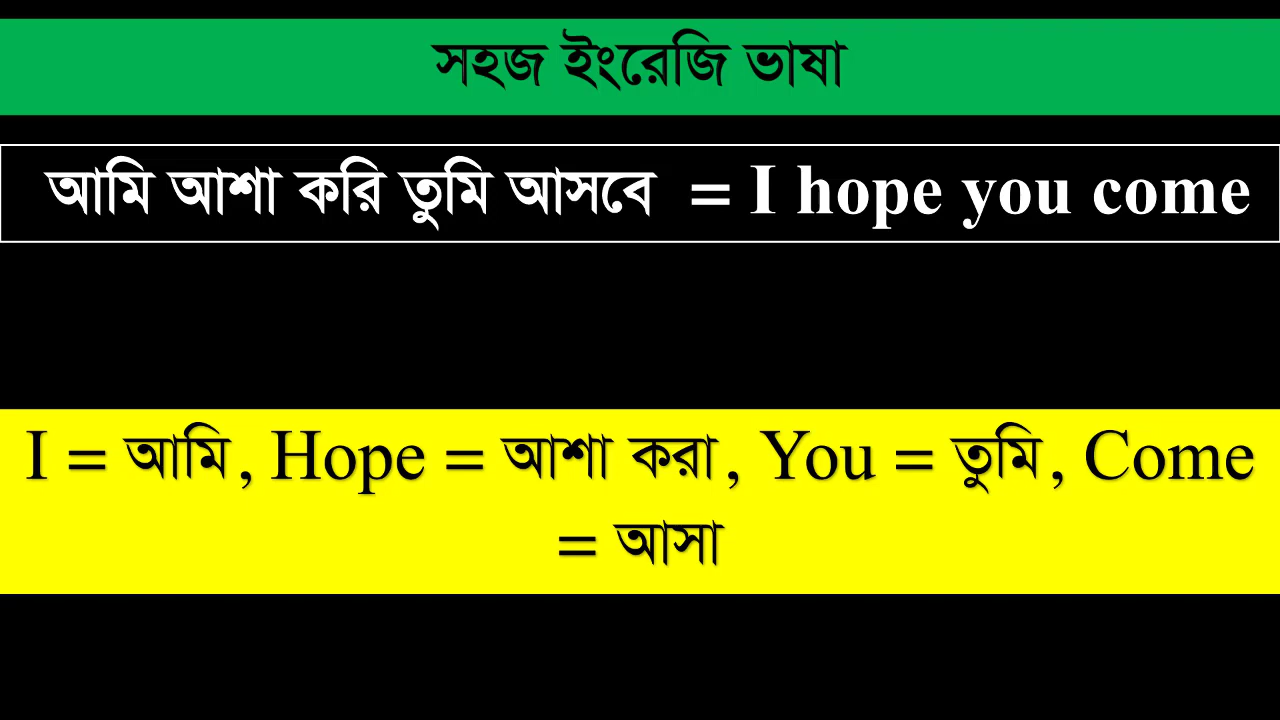 সহজ ইংরেজি ভাষা
আমি আশা করি তুমি আসবে = I hope you come
I = আমি, Hope = আশা করা, You = তুমি, Come
= আসা